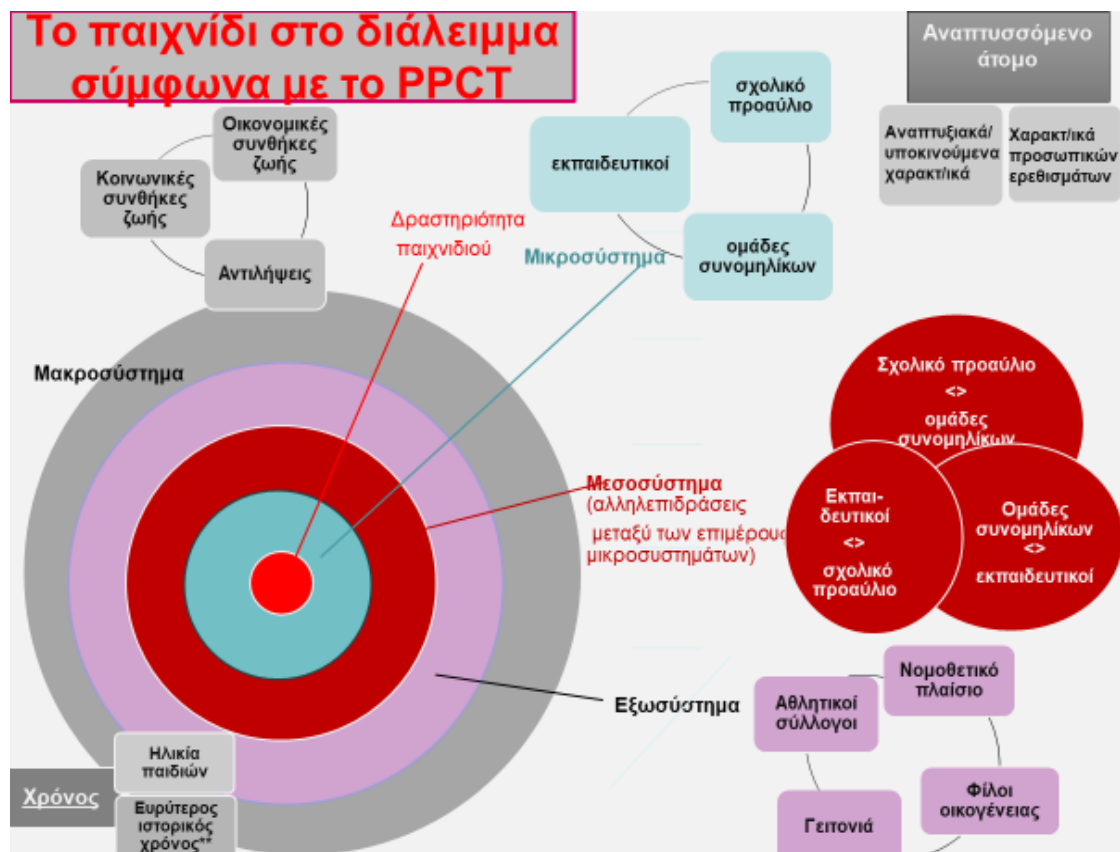 Το παιχνίδι στο διάλειμμα
σύμφωνα με το PPCT
Αναπτυσσόμενο
άτομο
Αναπτυξιακά/
υποκινούμενα
χαρακτ/ικά
Χαρακτ/ικά
προσωπικών
ερεθισμάτων
Οικονομικές
συνθήκες
ζωής
Κοινωνικές
συνθήκες
ζωής
Αντιλήψεις
σχολικό
προαύλιο
εκπαιδευτικοί
ομάδες
συνομηλίκων
Δραστηριότητα
παιχνιδιού
Μικροσύστημα
Μακροσύστημα
Μεσοσύστημα
(αλληλεπιδράσεις
μεταξύ των επιμέρους
μικροσυστημάτων)
Σχολικό προαύλιο
<>
ομάδες
συνομηλίκων
Εκπαι-
δευτικοί
<>
σχολικό
προαύλιο
Ομάδες
συνομηλίκων
<>
εκπαιδευτικοί
Εξωσύστημα
Νομοθετικό
πλαίσιο
Αθλητικοί
σύλλογοι
Φίλοι
οικογένειας
Γειτονιά
Χρόνος
Ηλικία
παιδιών
Ευρύτερος
ιστορικός
χρόνος**